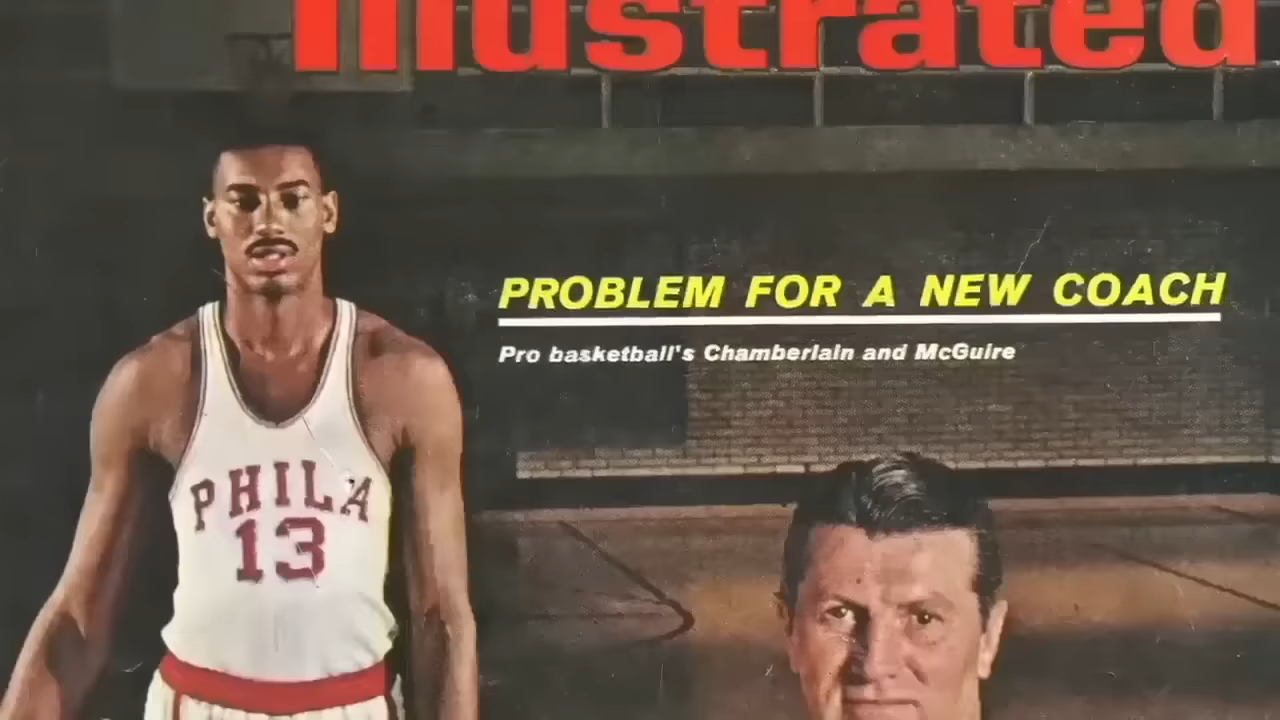 Illustrated
PROBLEM FOR A NEW COACH
Pro basketball's Chamberlain and McGuire
PHILA
13